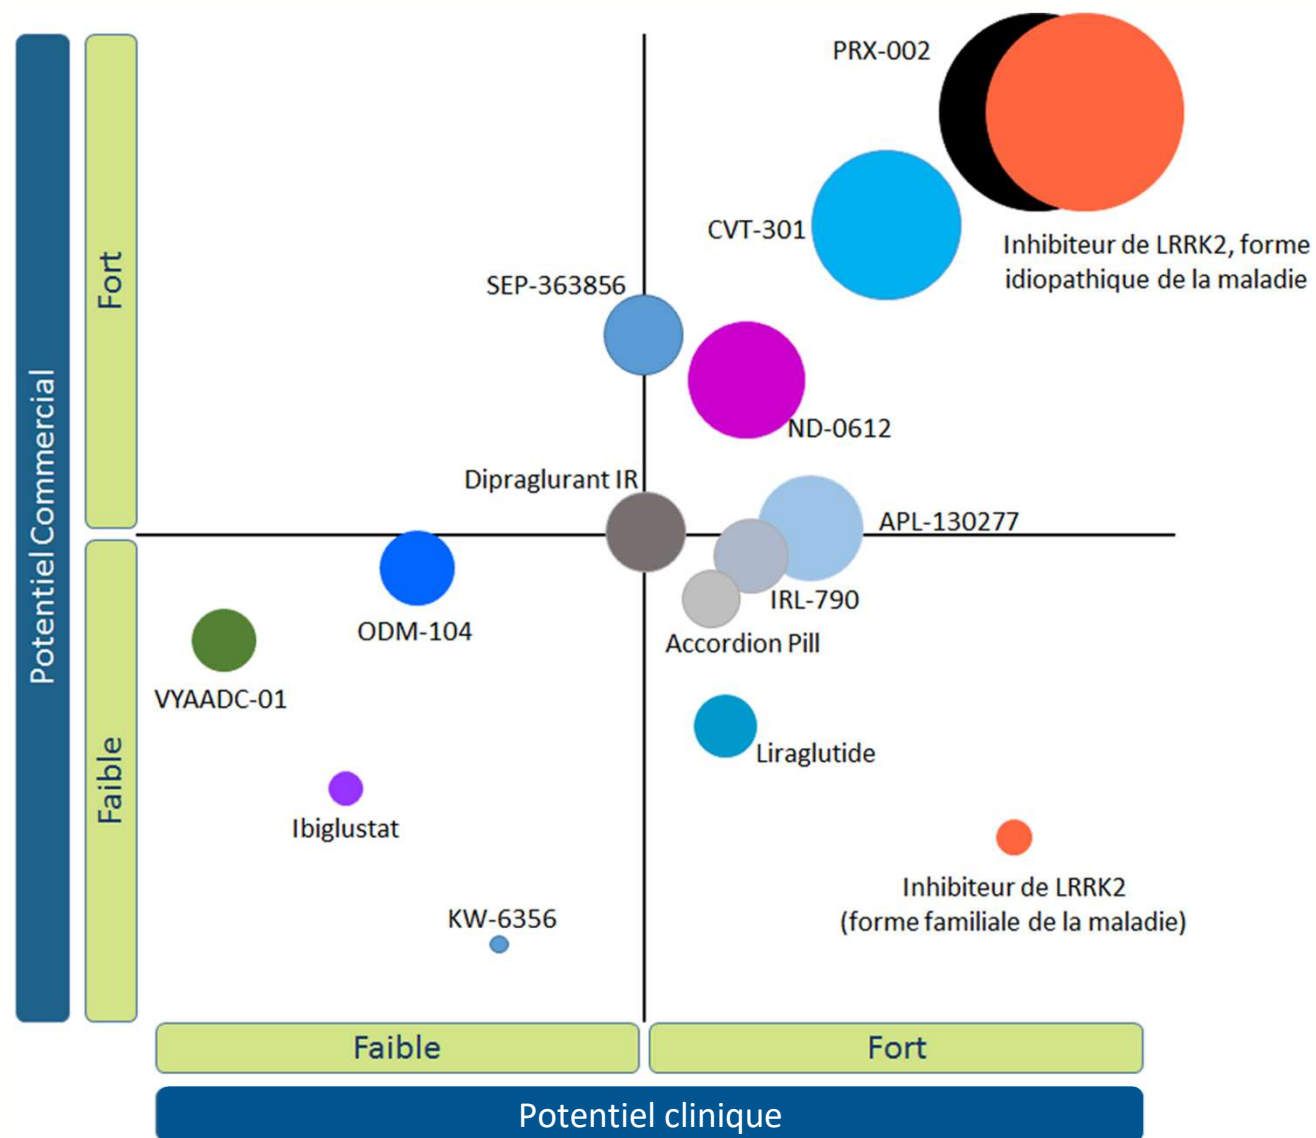 PRX-002
CVT-301
Inhibiteur de LRRK2, forme
idiopathique de la maladie
SEP-363856
ND-0612
Dipraglurant IR
APL-130277
IRL-790
ODM-104
Accordion Pill
VYAADC-01
Liraglutide
Ibiglustat
Inhibiteur de LRRK2
(forme familiale de la maladie)
KW-6356
Potentiel Commercial
Fort
Faible
Faible
Fort
Potentiel clinique